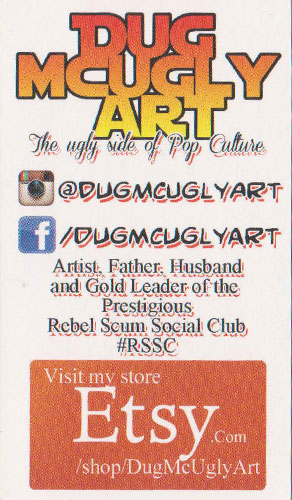 DUG
MCUGLY
ART
The ugly side of Pop Culture
@DUGMCUGLYART
/DUGMCUGLYART
Artist, Father, Husband
and Gold Leader of the
Prestigious
Rebel Scum Social Club
#RSSC
Visit my store
Etsy.Com
/shop/DugMcUglyArt